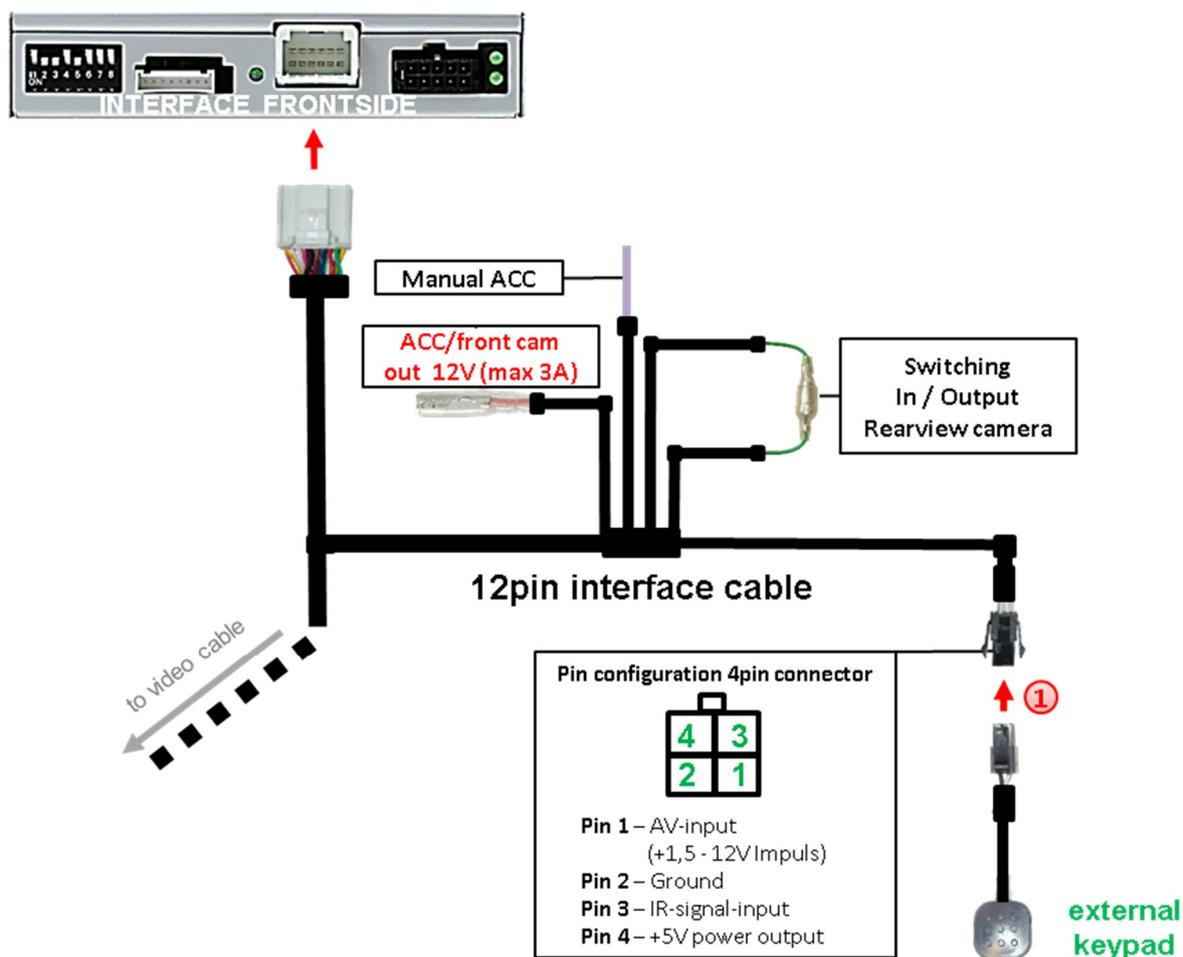 ON
1 2 3 4 5 6 7 8
INTERFACE FRONTSIDE
Manual ACC
ACC/front cam
out 12V (max 3A)
Switching
In / Output
Rearview camera
12pin interface cable
to video cable
Pin configuration 4pin connector
4 3
2 1
Pin 1 – AV-input
(+1,5 - 12V Impuls)
Pin 2 – Ground
Pin 3 – IR-signal-input
Pin 4 – +5V power output
1
external
keypad